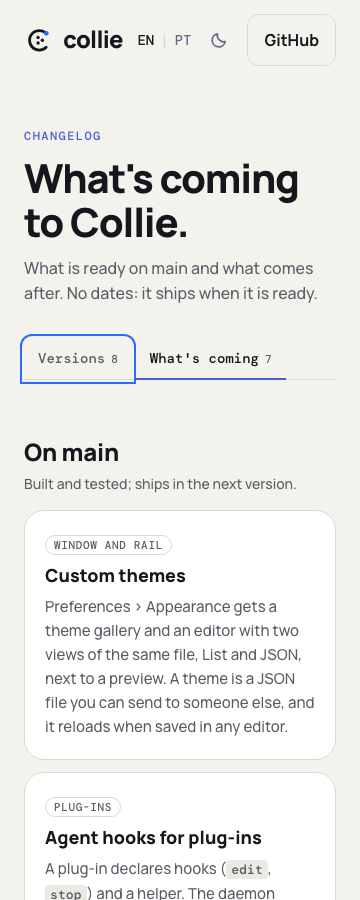 collie EN | PT GitHub
CHANGELOG
What's coming
to Collie.
What is ready on main and what comes
after. No dates: it ships when it is ready.
Versions 8 What's coming 7
On main
Built and tested; ships in the next version.
WINDOW AND RAIL
Custom themes
Preferences › Appearance gets a
theme gallery and an editor with two
views of the same file, List and JSON,
next to a preview. A theme is a JSON
file you can send to someone else, and
it reloads when saved in any editor.
PLUG-INS
Agent hooks for plug-ins
A plug-in declares hooks (edit,
stop) and a helper. The daemon